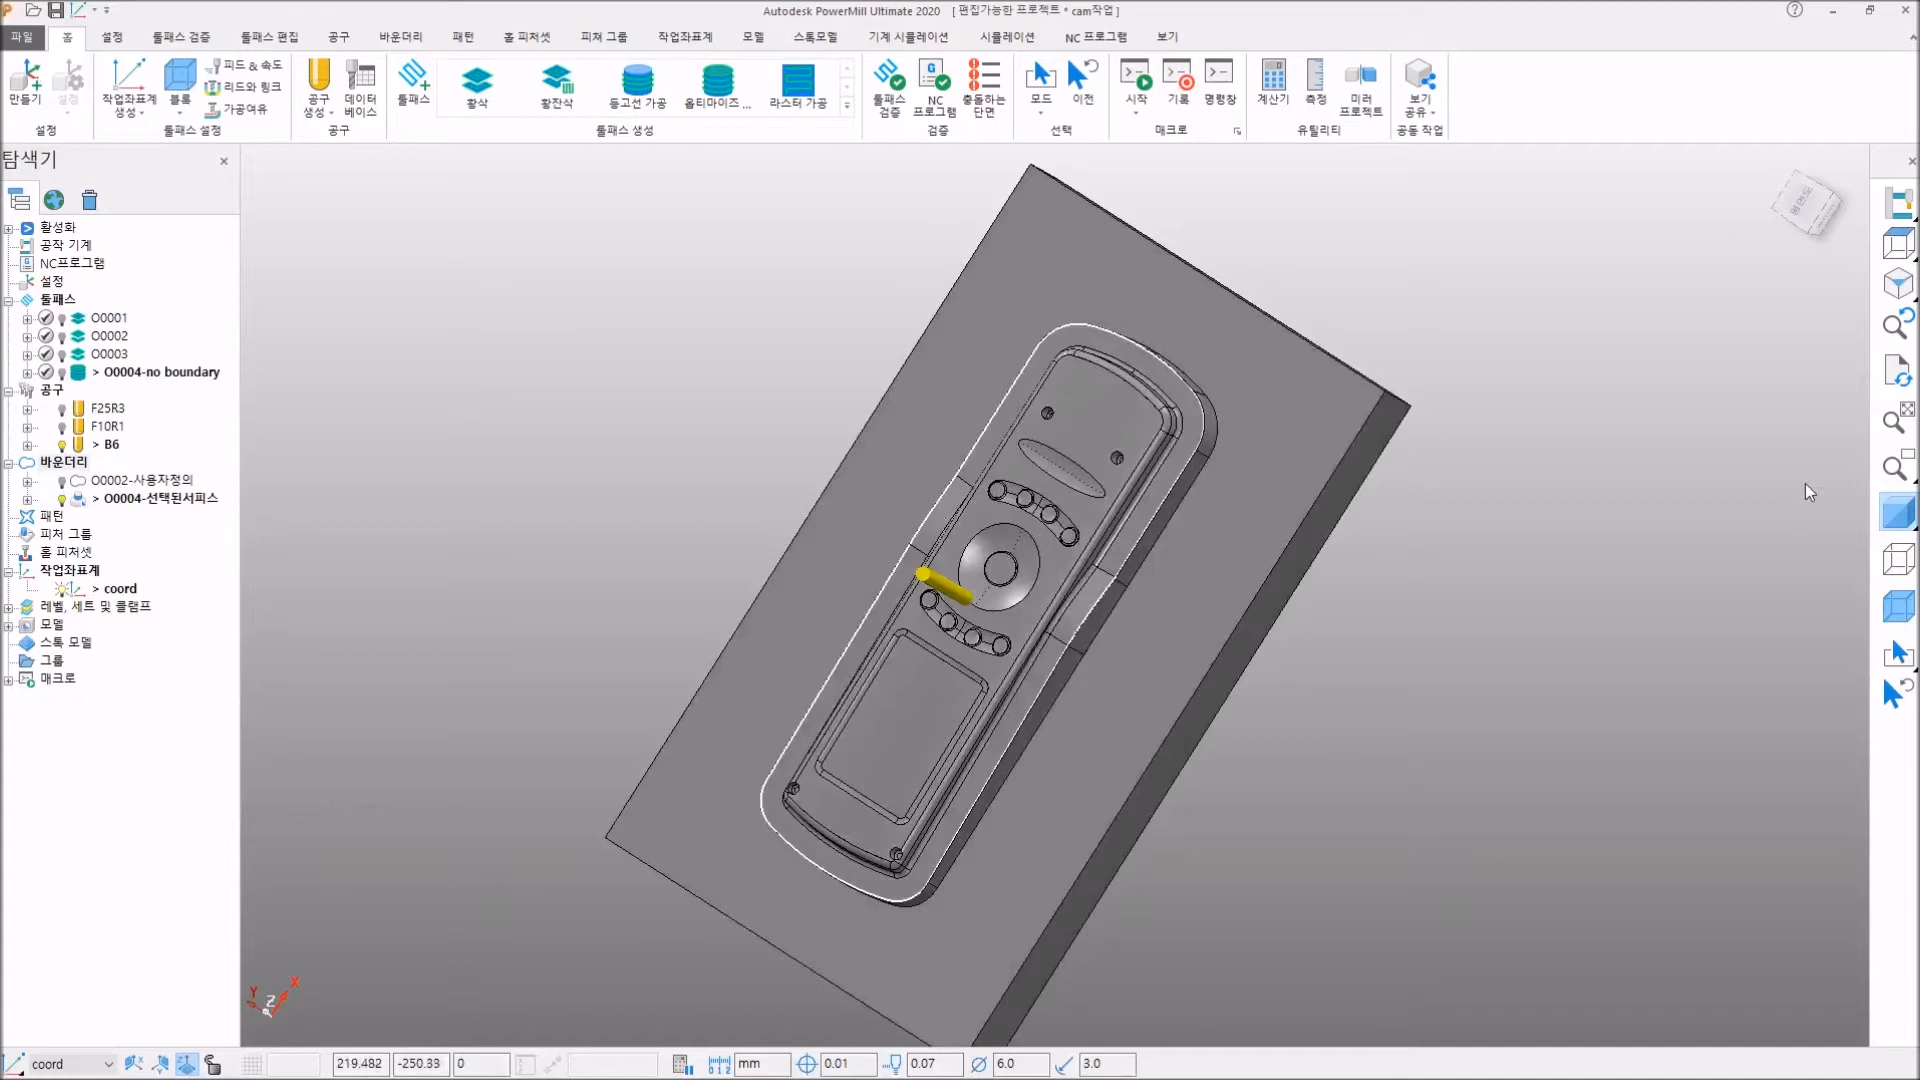 Autodesk PowerMill Ultimate 2020 [ 편집가능한 프로젝트 * cam작업 ]
파일 홈 설정 툴패스 검증 툴패스 편집 공구 바운더리 패턴 홀 피처셋 피쳐 그룹 작업좌표계 모델 스톡모델 기계 시뮬레이션 시뮬레이션 NC 프로그램 보기
만들기 설정 작업좌표계 생성 블록 피드 & 속도 리드와 링크 가공여유 공구 생성 데이터 베이스 툴패스 황삭 황잔삭 등고선 가공 옵티마이즈 ... 라스터 가공 툴패스 검증 NC 프로그램 충돌하는 단면 모드 이전 시작 기록 명령창 계산기 측정 미러 프로젝트 보기 공유
설정 툴패스 설정 공구 툴패스 생성 검증 선택 매크로 유틸리티 공동 작업
탐색기
활성화
공작 기계
NC프로그램
설정
툴패스
O0001
O0002
O0003
> O0004-no boundary
공구
F25R3
F10R1
> B6
바운더리
O0002-사용자정의
> O0004-선택된서피스
패턴
피처 그룹
홀 피처셋
작업좌표계
> coord
레벨, 세트 및 클램프
모델
스톡 모델
그룹
매크로
X
Y
Z
coord 219.482 -250.33 0 mm 0.01 0.07 6.0 3.0